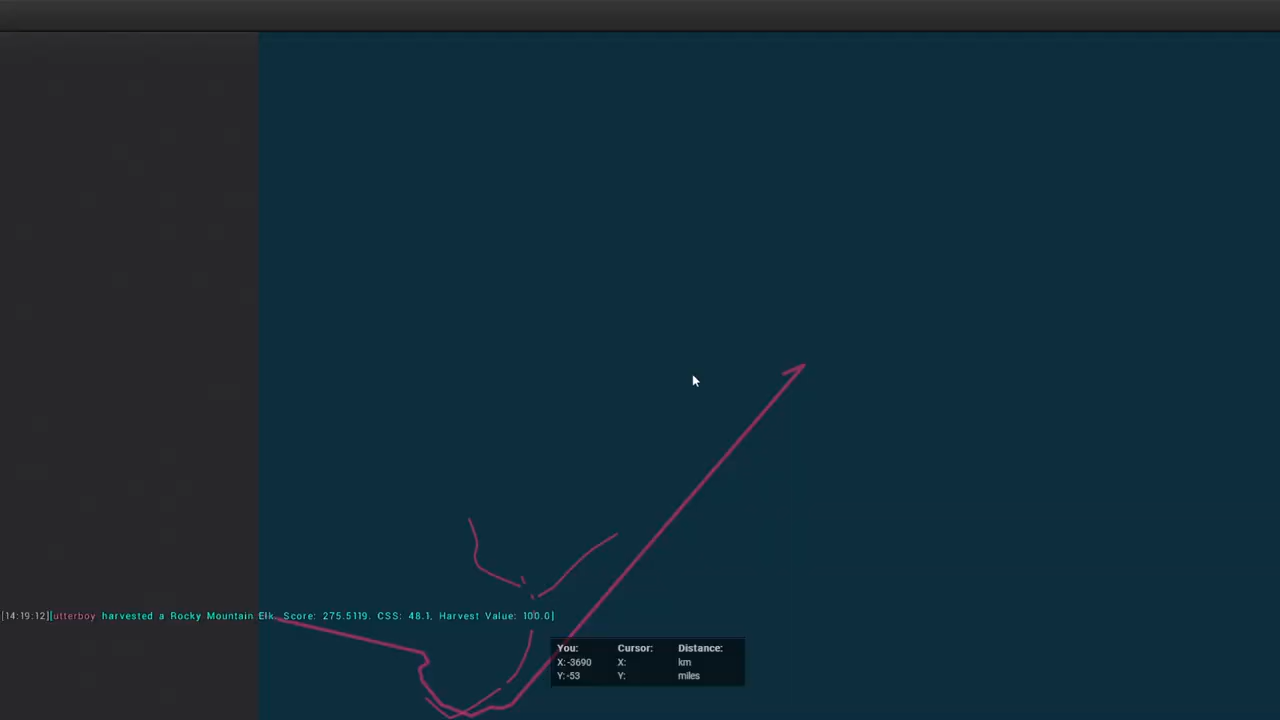 [14:19:12][utterboy harvested a Rocky Mountain Elk. Score: 275.5119. CSS: 48.1, Harvest Value: 100.0]
You: Cursor: Distance:
X:-3690 X: km
Y:-53 Y: miles